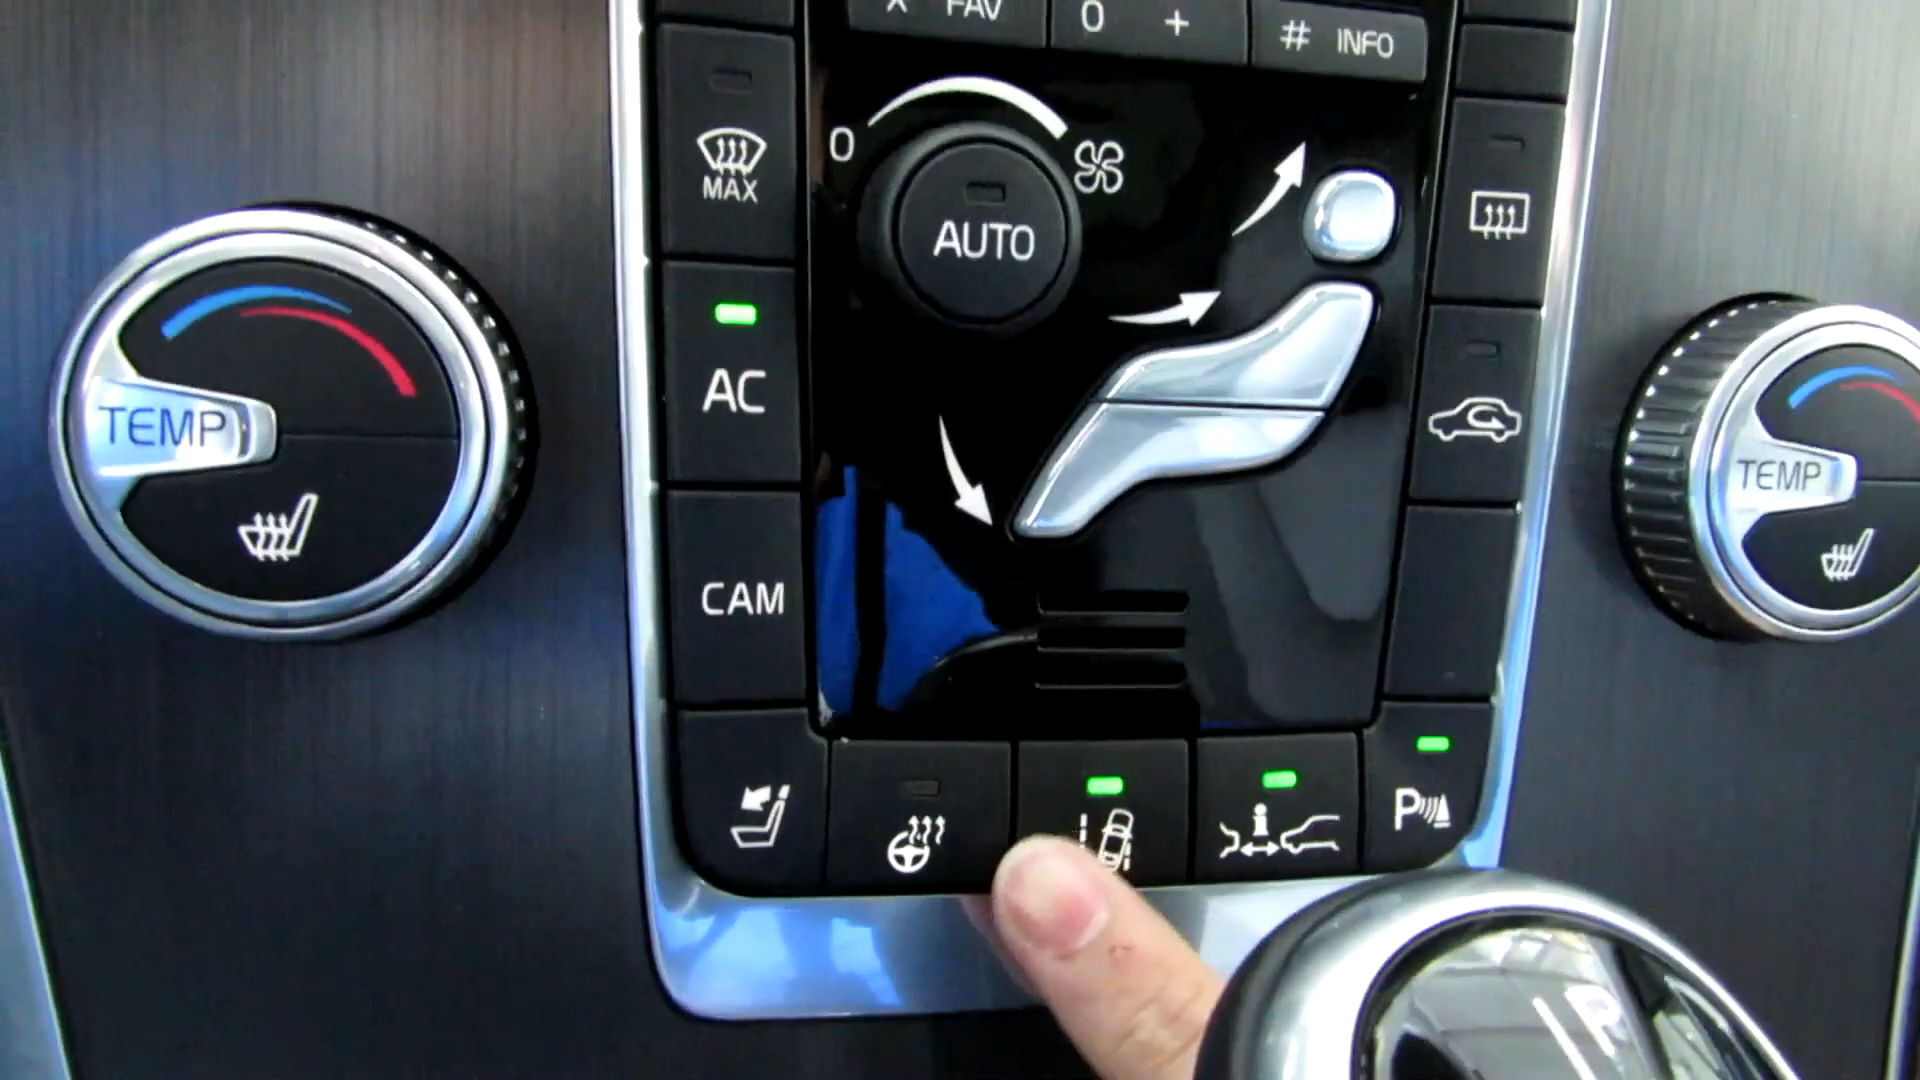 X FAV
0 +
# INFO
MAX
0
AUTO
AC
TEMP
TEMP
CAM
P
P